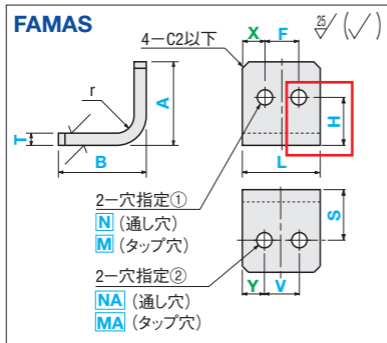 FAMAS
4－C2以下
25
(✓)
X
F
r
A
T
B
H
L
2－穴指定①
N (通し穴)
M (タップ穴)
S
2－穴指定②
NA (通し穴)
MA (タップ穴)
Y
V